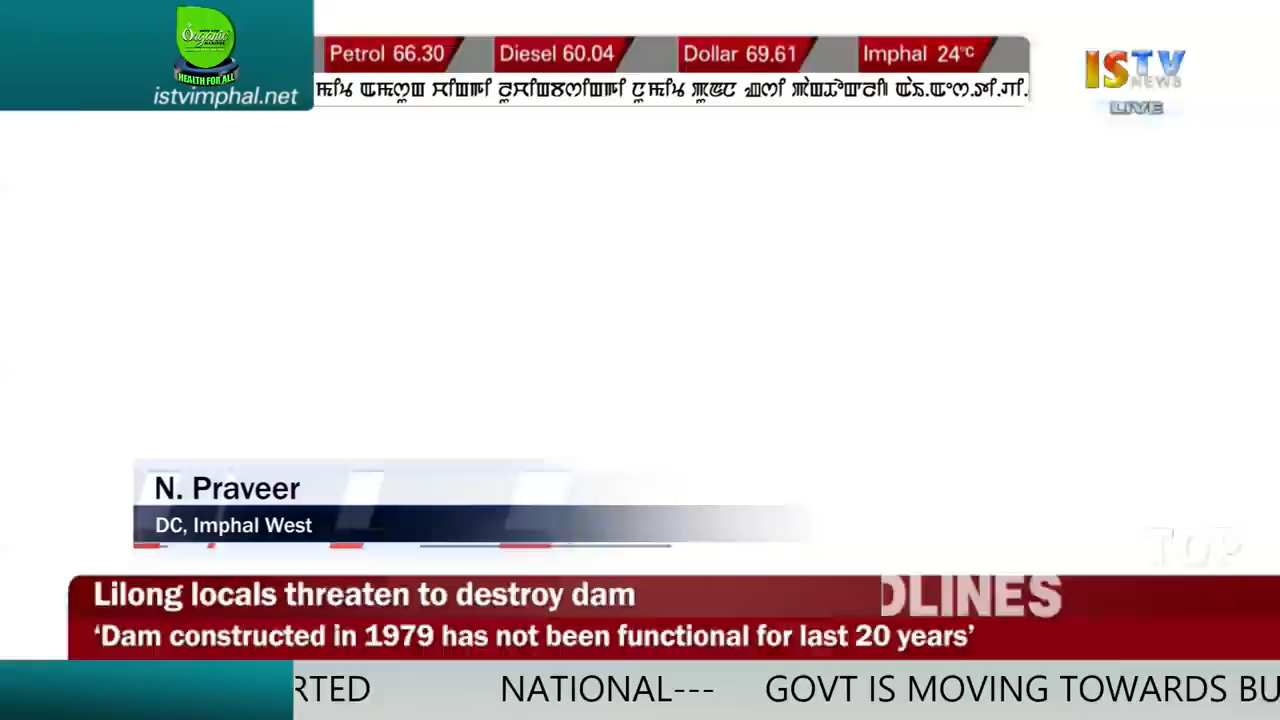 Organic
HEALTH FOR ALL
istvimphal.net
Petrol 66.30
Diesel 60.04
Dollar 69.61
Imphal 24°C
ISTV
NEWS
LIVE
N. Praveer
DC, Imphal West
TOP
DLINES
Lilong locals threaten to destroy dam
‘Dam constructed in 1979 has not been functional for last 20 years’
RTED NATIONAL--- GOVT IS MOVING TOWARDS BU